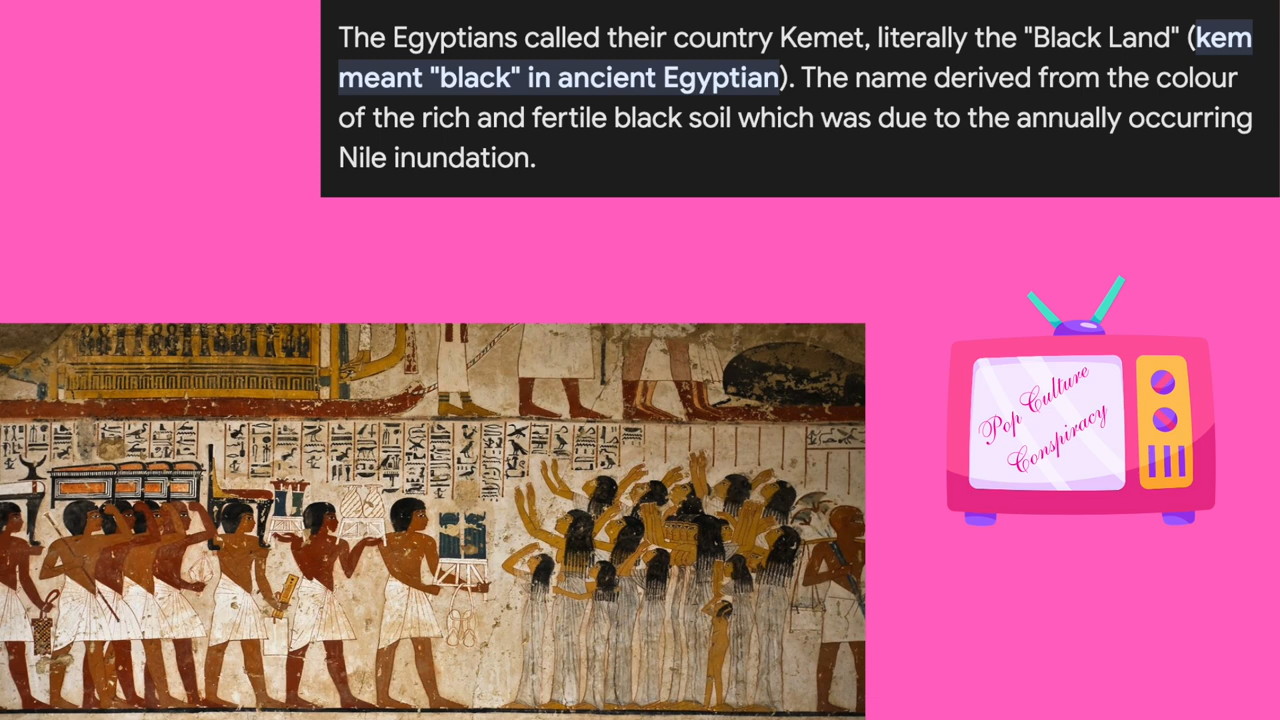 The Egyptians called their country Kemet, literally the "Black Land" (kem
meant "black" in ancient Egyptian). The name derived from the colour
of the rich and fertile black soil which was due to the annually occurring
Nile inundation.
Pop Culture
Conspiracy